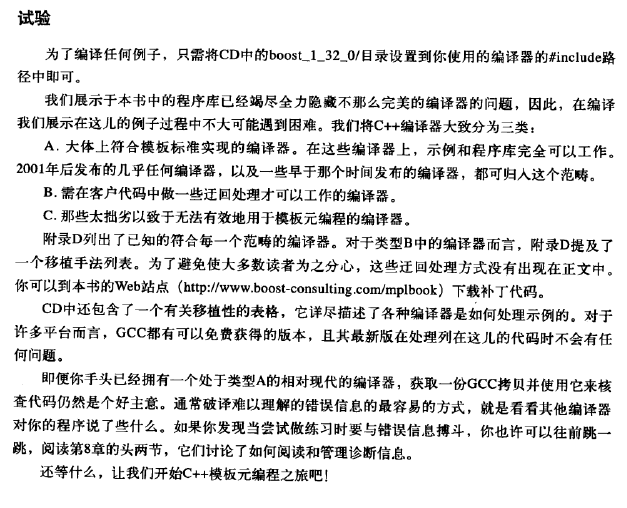 试验
为了编译任何例子，只需将CD中的boost_1_32_0/目录设置到你使用的编译器的#include路
径中即可。
我们展示于本书中的程序库已经竭尽全力隐藏不那么完美的编译器的问题，因此，在编译
我们展示在这儿的例子过程中不大可能遇到困难。我们将C++编译器大致分为三类：
A. 大体上符合模板标准实现的编译器。在这些编译器上，示例和程序库完全可以工作。
2001年后发布的几乎任何编译器，以及一些早于那个时间发布的编译器，都可归入这个范畴。
B. 需在客户代码中做一些迂回处理才可以工作的编译器。
C. 那些太拙劣以致于无法有效地用于模板元编程的编译器。
附录D列出了已知的符合每一个范畴的编译器。对于类型B中的编译器而言，附录D提及了
一个移植手法列表。为了避免使大多数读者为之分心，这些迂回处理方式没有出现在正文中。
你可以到本书的Web站点（http://www.boost-consulting.com/mplbook）下载补丁代码。
CD中还包含了一个有关移植性的表格，它详尽描述了各种编译器是如何处理示例的。对于
许多平台而言，GCC都有可以免费获得的版本，且其最新版在处理列在这儿的代码时不会有任
何问题。
即便你手头已经拥有一个处于类型A的相对现代的编译器，获取一份GCC拷贝并使用它来核
查代码仍然是个好主意。通常破译难以理解的错误信息的最容易的方式，就是看看其他编译器
对你的程序说了些什么。如果你发现当尝试做练习时要与错误信息搏斗，你也许可以往前跳一
跳，阅读第8章的头两节，它们讨论了如何阅读和管理诊断信息。
还等什么，让我们开始C++模板元编程之旅吧！